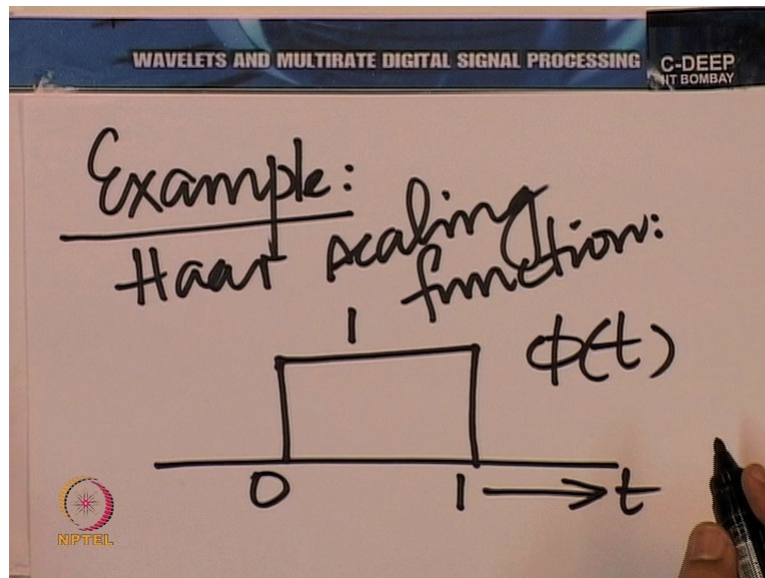 WAVELETS AND MULTIRATE DIGITAL SIGNAL PROCESSING
C-DEEP
IIT BOMBAY
Example:
Haar scaling
function:
1
φ(t)
0 1 → t
NPTEL